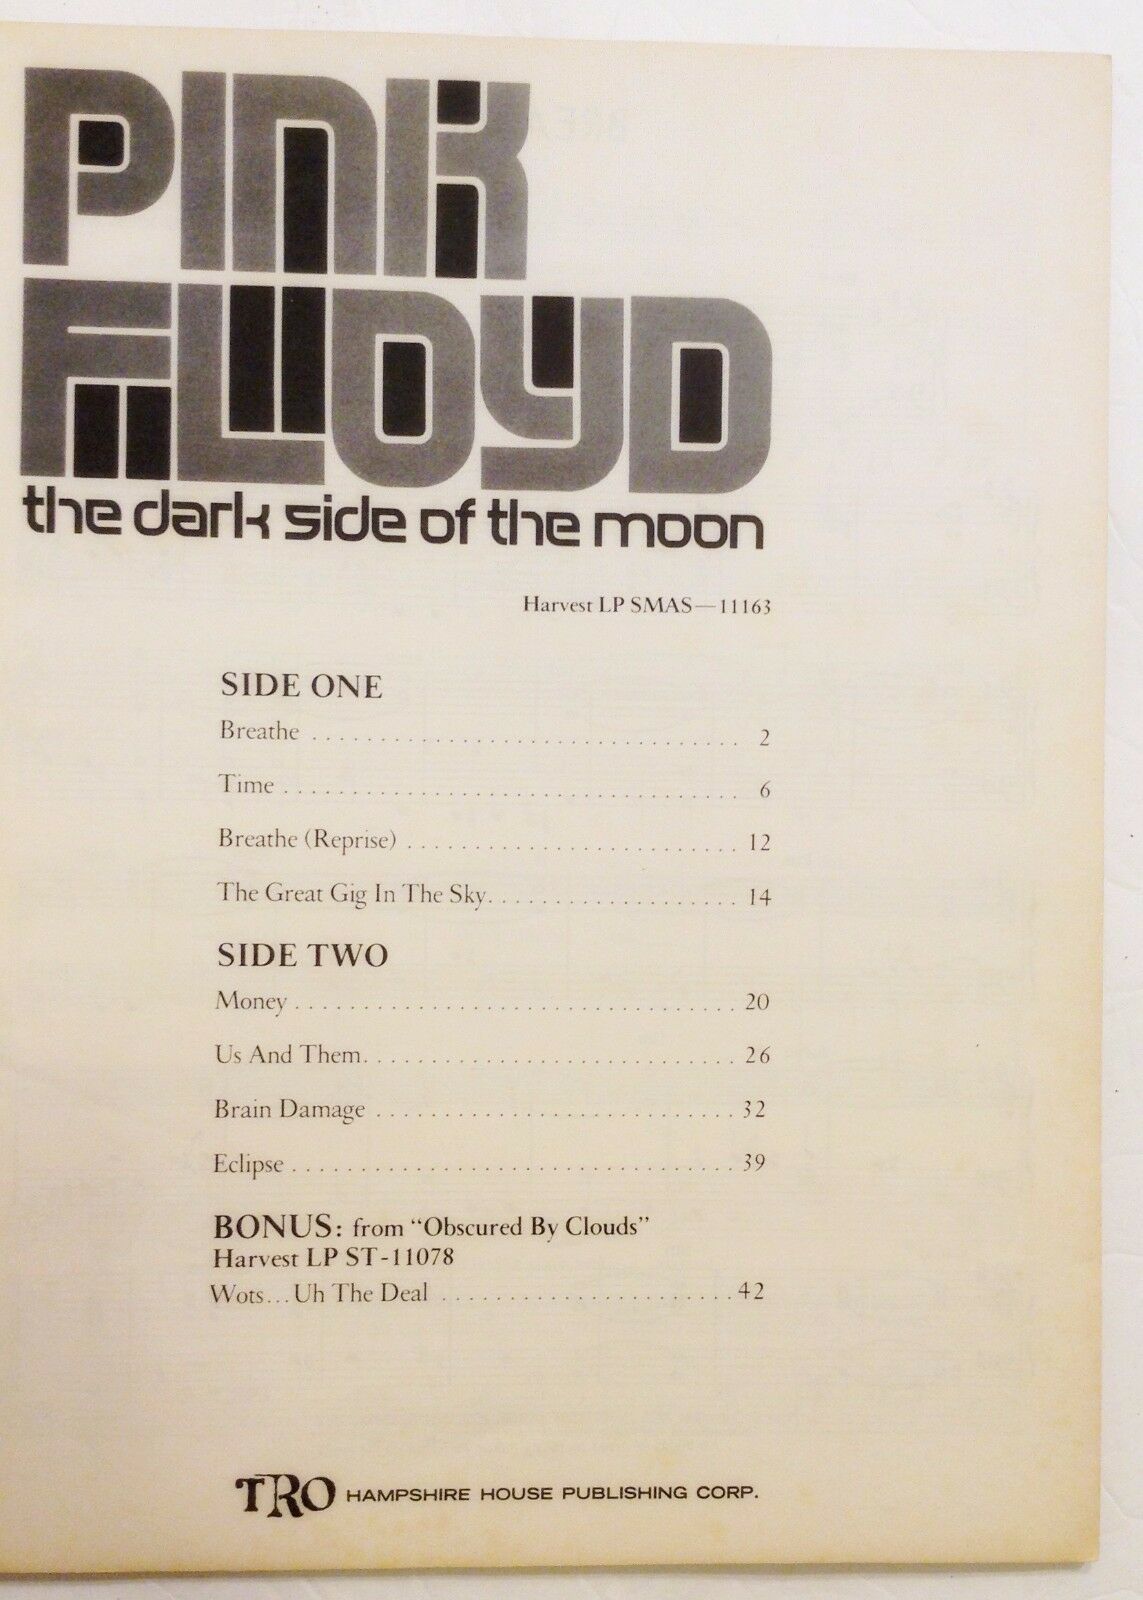 PINK
FLOYD
the dark side of the moon
Harvest LP SMAS—11163
SIDE ONE
Breathe . . . . . . . . . . . . . . . . . . . . . . . . . . . . . . . . 2
Time . . . . . . . . . . . . . . . . . . . . . . . . . . . . . . . . . . 6
Breathe (Reprise) . . . . . . . . . . . . . . . . . . . . . . . . . 12
The Great Gig In The Sky. . . . . . . . . . . . . . . . . . . 14
SIDE TWO
Money . . . . . . . . . . . . . . . . . . . . . . . . . . . . . . . . . 20
Us And Them. . . . . . . . . . . . . . . . . . . . . . . . . . . . 26
Brain Damage . . . . . . . . . . . . . . . . . . . . . . . . . . . 32
Eclipse . . . . . . . . . . . . . . . . . . . . . . . . . . . . . . . . . 39
BONUS: from “Obscured By Clouds”
Harvest LP ST-11078
Wots...Uh The Deal . . . . . . . . . . . . . . . . . . . . . . 42
TRO HAMPSHIRE HOUSE PUBLISHING CORP.